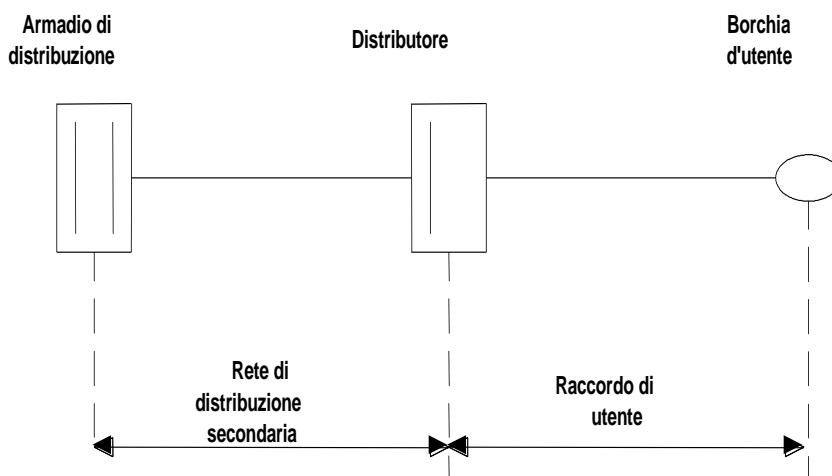 Armadio di
distribuzione
Distributore
Borchia
d'utente
Rete di
distribuzione
secondaria
Raccordo di
utente